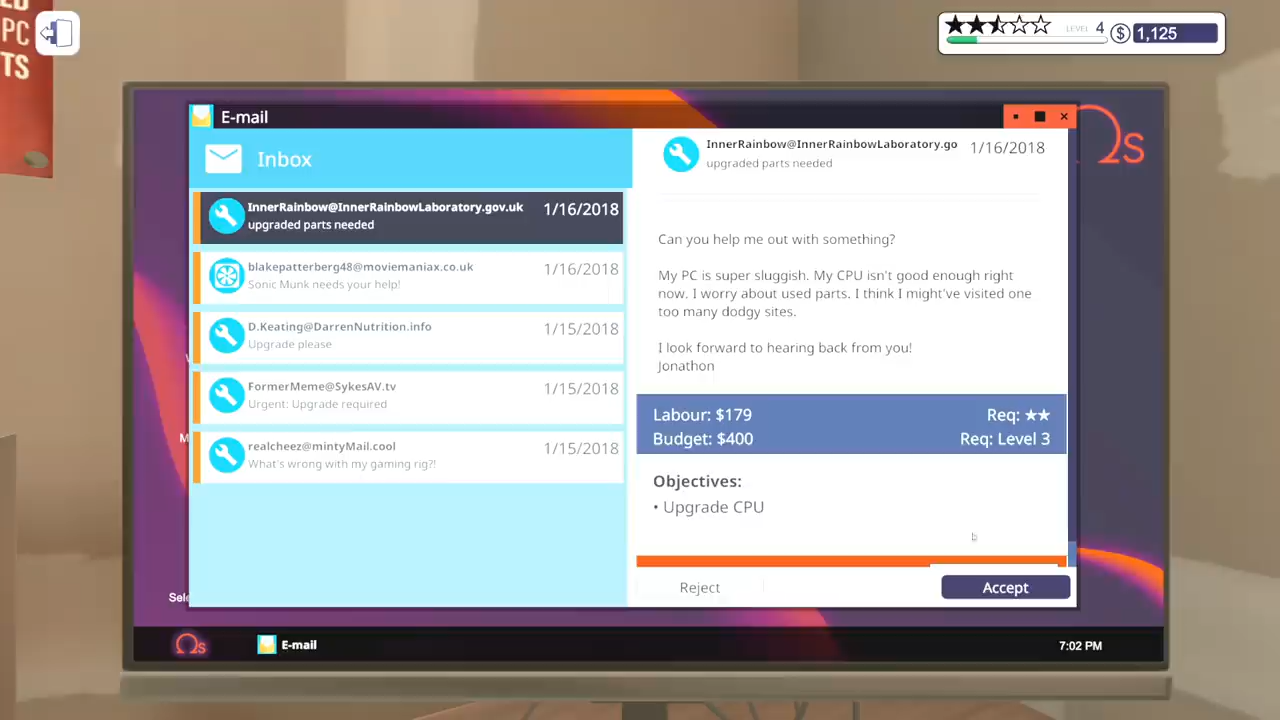 PC
TS
LEVEL 4
$ 1,125
E-mail
Inbox
InnerRainbow@InnerRainbowLaboratory.gov.uk 1/16/2018
upgraded parts needed
blakepatterberg48@moviemaniax.co.uk 1/16/2018
Sonic Munk needs your help!
D.Keating@DarrenNutrition.info 1/15/2018
Upgrade please
FormerMeme@SykesAV.tv 1/15/2018
Urgent: Upgrade required
realcheez@mintyMail.cool 1/15/2018
What's wrong with my gaming rig?!
InnerRainbow@InnerRainbowLaboratory.go 1/16/2018
upgraded parts needed
Can you help me out with something?
My PC is super sluggish. My CPU isn't good enough right
now. I worry about used parts. I think I might've visited one
too many dodgy sites.
I look forward to hearing back from you!
Jonathon
Labour: $179 Req: ★★
Budget: $400 Req: Level 3
Objectives:
• Upgrade CPU
Reject Accept
Sele
Ωs E-mail 7:02 PM